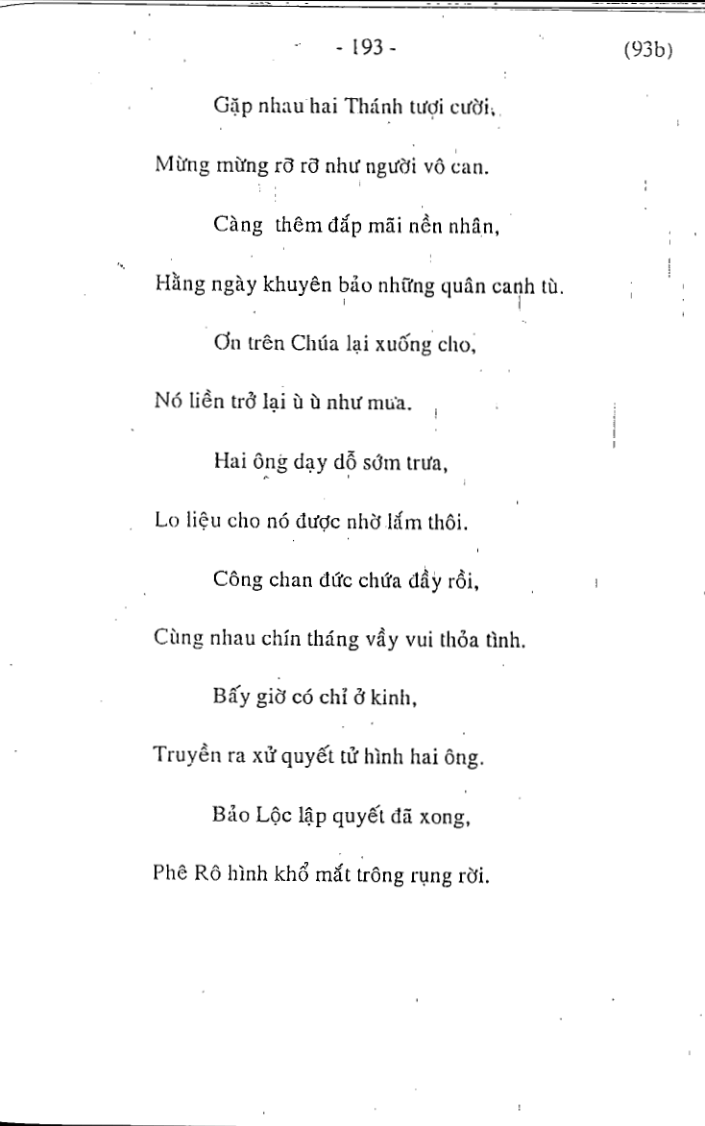 - 193 - (93b)
Gặp nhau hai Thánh tượi cười,
Mừng mừng rỡ rỡ như người vô can.
Càng thêm đắp mãi nền nhân,
Hằng ngày khuyên bảo những quân canh tù.
Ơn trên Chúa lại xuống cho,
Nó liền trở lại ù ù như mưa.
Hai ông dạy dỗ sớm trưa,
Lo liệu cho nó được nhờ lắm thôi.
Công chan đức chứa đầy rồi,
Cùng nhau chín tháng vầy vui thỏa tình.
Bấy giờ có chỉ ở kinh,
Truyền ra xử quyết tử hình hai ông.
Bảo Lộc lập quyết đã xong,
Phê Rô hình khổ mắt trông rụng rời.